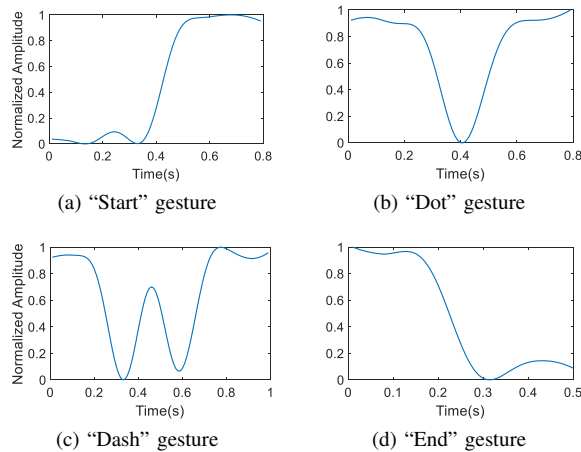 Normalized Amplitude
1
0.8
0.6
0.4
0.2
0
0 0.2 0.4 0.6 0.8
Time(s)
(a) “Start” gesture
1
0.8
0.6
0.4
0.2
0
0 0.2 0.4 0.6 0.8
Time(s)
(b) “Dot” gesture
Normalized Amplitude
1
0.8
0.6
0.4
0.2
0
0 0.2 0.4 0.6 0.8 1
Time(s)
(c) “Dash” gesture
1
0.8
0.6
0.4
0.2
0
0 0.1 0.2 0.3 0.4 0.5
Time(s)
(d) “End” gesture